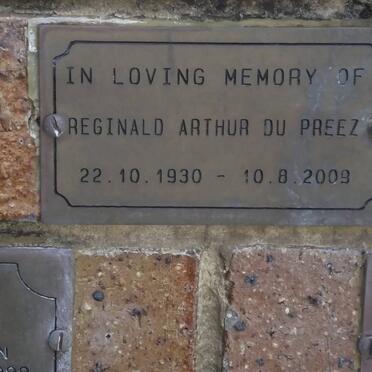 IN LOVING MEMORY OF
REGINALD ARTHUR DU PREEZ
22.10.1930 - 10.8.2009